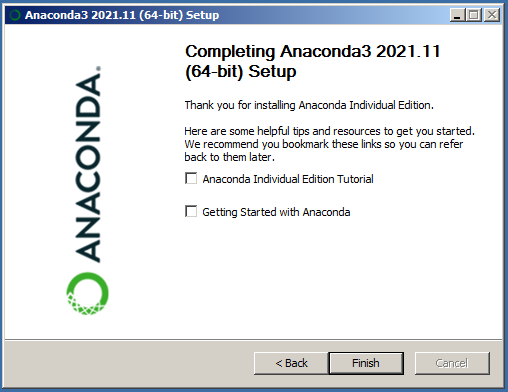 Anaconda3 2021.11 (64-bit) Setup
ANACONDA.
Completing Anaconda3 2021.11
(64-bit) Setup
Thank you for installing Anaconda Individual Edition.
Here are some helpful tips and resources to get you started.
We recommend you bookmark these links so you can refer
back to them later.
Anaconda Individual Edition Tutorial
Getting Started with Anaconda
< Back
Finish
Cancel